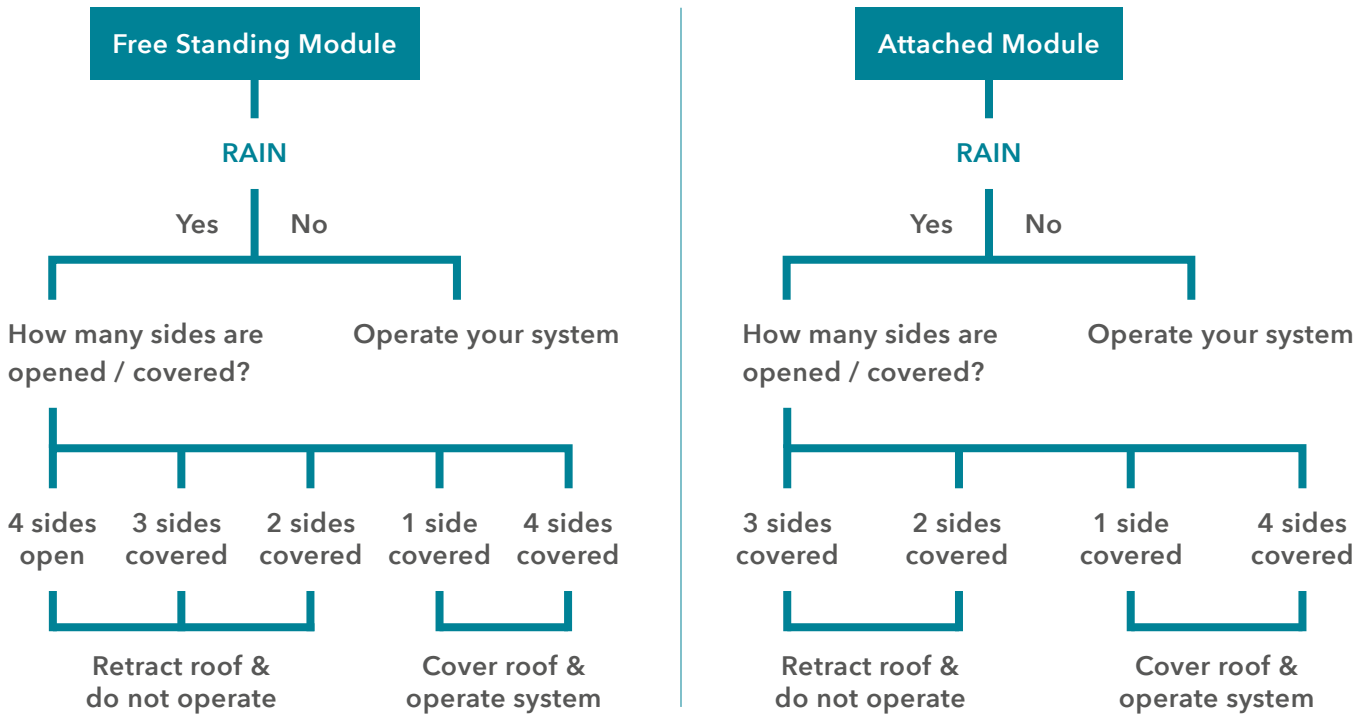 Free Standing Module
RAIN
Yes
No
How many sides are
opened / covered?
Operate your system
4 sides
open
3 sides
covered
2 sides
covered
1 side
covered
4 sides
covered
Retract roof &
do not operate
Cover roof &
operate system
Attached Module
RAIN
Yes
No
How many sides are
opened / covered?
Operate your system
3 sides
covered
2 sides
covered
1 side
covered
4 sides
covered
Retract roof &
do not operate
Cover roof &
operate system